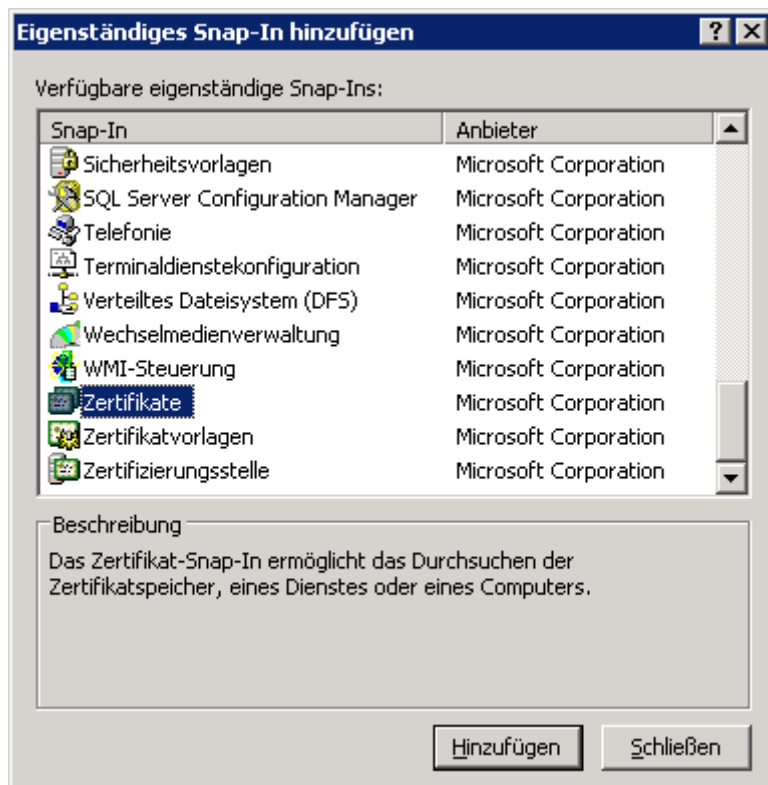 Eigenständiges Snap-In hinzufügen
Verfügbare eigenständige Snap-Ins:
Snap-In Anbieter
Sicherheitsvorlagen Microsoft Corporation
SQL Server Configuration Manager Microsoft Corporation
Telefonie Microsoft Corporation
Terminaldienstekonfiguration Microsoft Corporation
Verteiltes Dateisystem (DFS) Microsoft Corporation
Wechselmedienverwaltung Microsoft Corporation
WMI-Steuerung Microsoft Corporation
Zertifikate Microsoft Corporation
Zertifikatvorlagen Microsoft Corporation
Zertifizierungsstelle Microsoft Corporation
Beschreibung
Das Zertifikat-Snap-In ermöglicht das Durchsuchen der
Zertifikatspeicher, eines Dienstes oder eines Computers.
Hinzufügen Schließen